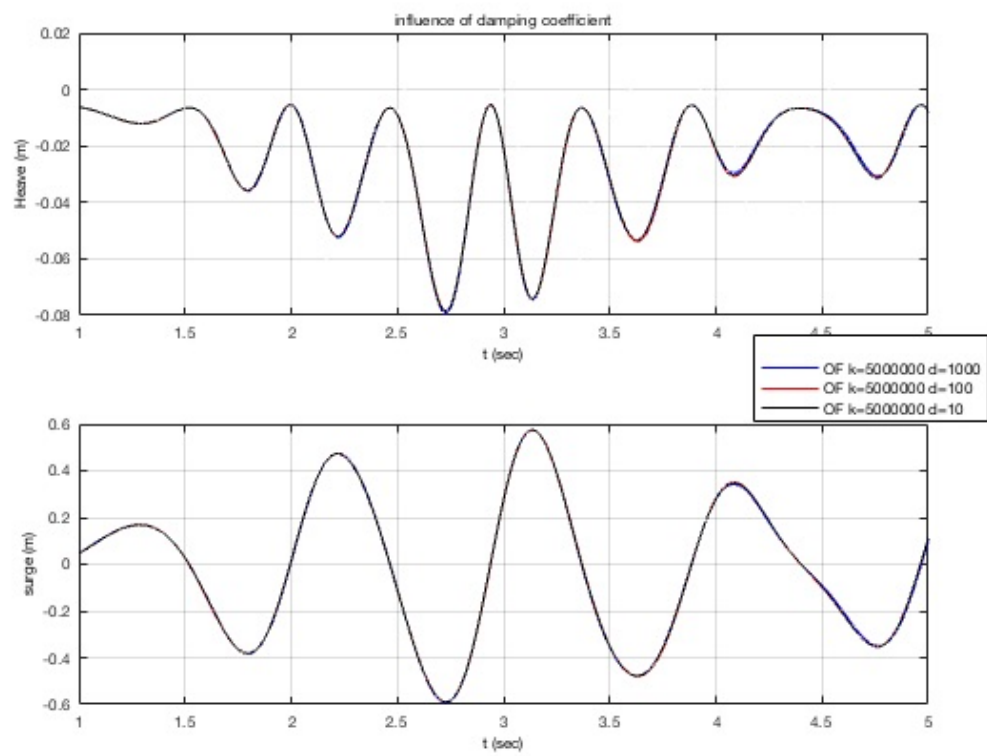 influence of damping coefficient
0.02
0
-0.02
-0.04
-0.06
-0.08
Heave (m)
1 1.5 2 2.5 3 3.5 4 4.5 5
t (sec)
OF k=5000000 d=1000
OF k=5000000 d=100
OF k=5000000 d=10
0.6
0.4
0.2
0
-0.2
-0.4
-0.6
surge (m)
1 1.5 2 2.5 3 3.5 4 4.5 5
t (sec)